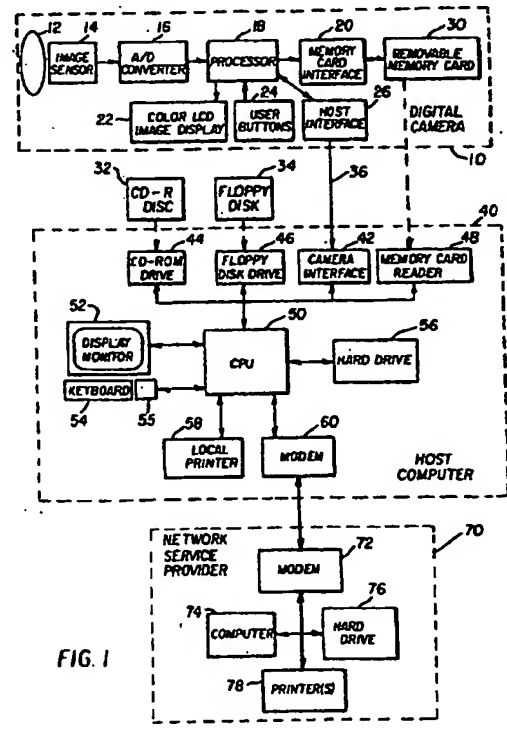 12 14 16 18 20 30
IMAGE SENSOR
A/D CONVERTER
PROCESSOR
MEMORY CARD INTERFACE
REMOVABLE MEMORY CARD
22 24 26
COLOR LCD IMAGE DISPLAY
USER BUTTONS
HOST INTERFACE
DIGITAL CAMERA
10
32 34 36
CD-R DISC
FLOPPY DISK
40
44 46 42 48
CD-ROM DRIVE
FLOPPY DISK DRIVE
CAMERA INTERFACE
MEMORY CARD READER
52 50 56
DISPLAY MONITOR
CPU
HARD DRIVE
KEYBOARD
54 55
58 60
LOCAL PRINTER
MODEM
HOST COMPUTER
NETWORK SERVICE PROVIDER
70
MODEM
72
74 76
COMPUTER
HARD DRIVE
FIG. 1
78
PRINTER(S)